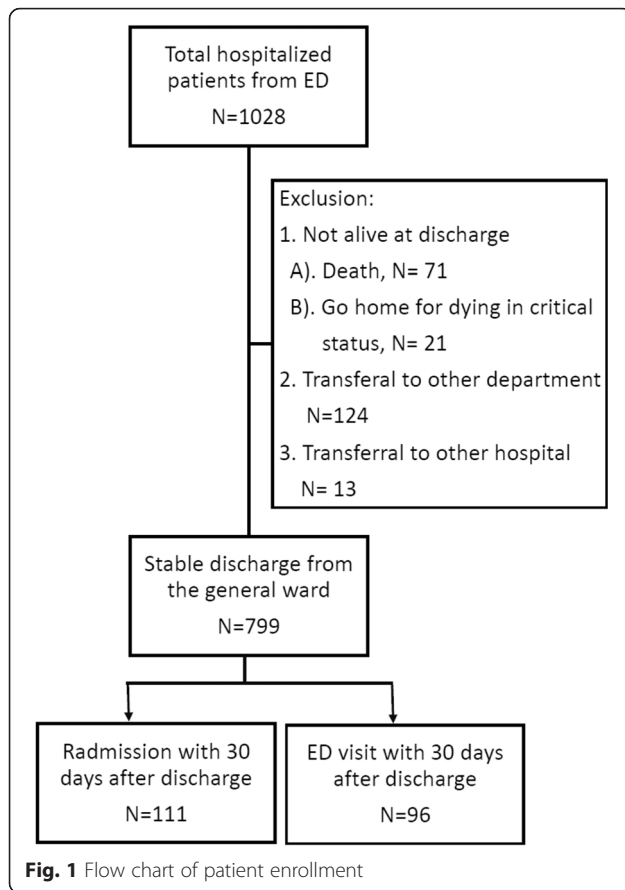 Total hospitalized
patients from ED
N=1028
Exclusion:
1. Not alive at discharge
A). Death, N= 71
B). Go home for dying in critical
status, N= 21
2. Transferal to other department
N=124
3. Transferral to other hospital
N= 13
Stable discharge from
the general ward
N=799
Radmission with 30
days after discharge
N=111
ED visit with 30 days
after discharge
N=96
Fig. 1 Flow chart of patient enrollment